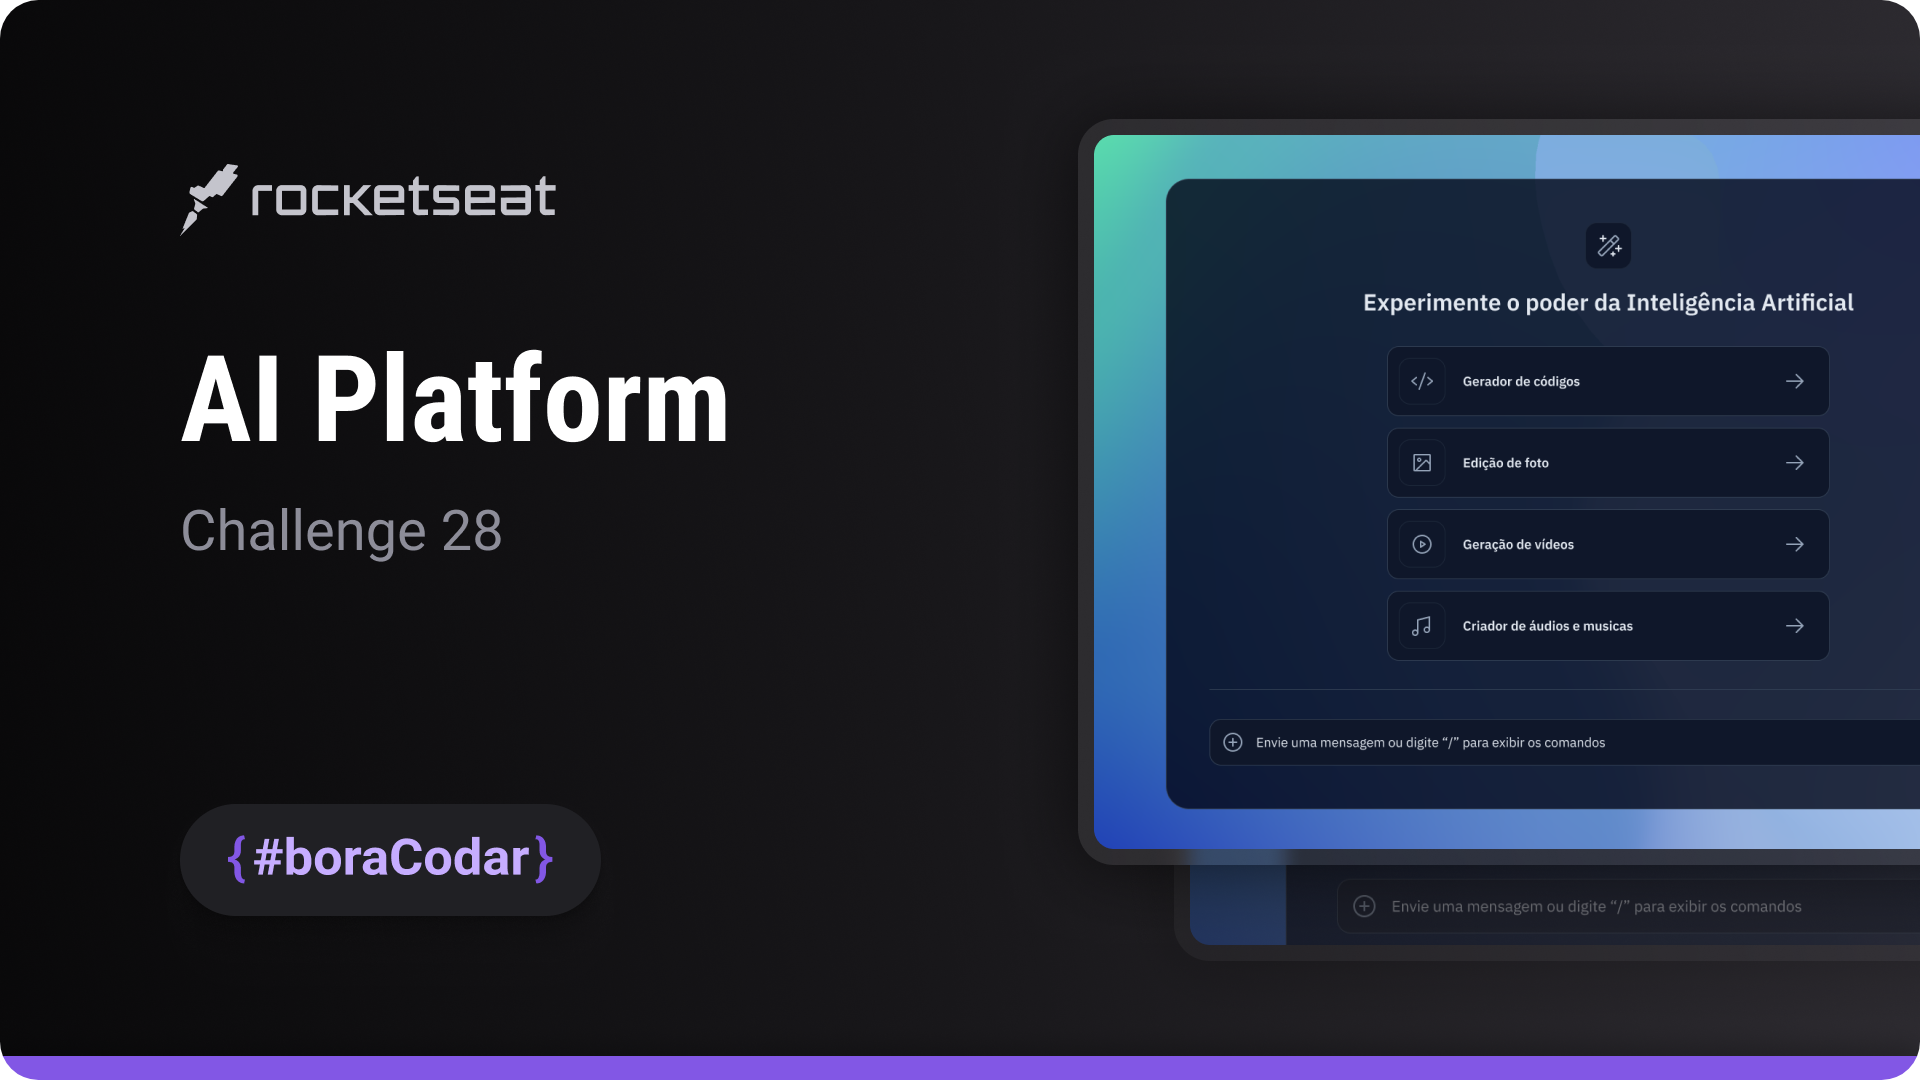 rocketseat
AI Platform
Challenge 28
{#boraCodar}
Experimente o poder da Inteligência Artificial
Gerador de códigos
Edição de foto
Geração de vídeos
Criador de áudios e musicas
Envie uma mensagem ou digite “/” para exibir os comandos
Envie uma mensagem ou digite “/” para exibir os comandos